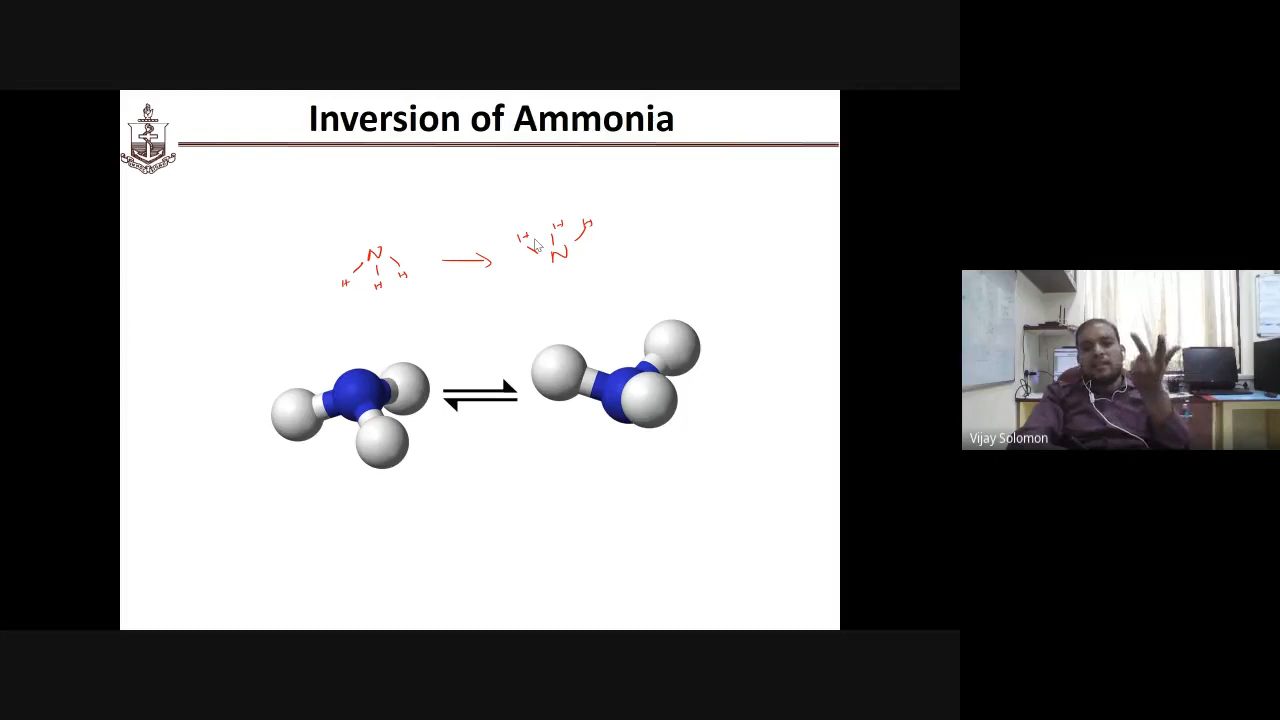 Inversion of Ammonia
H H H
N → N
H H H
Vijay Solomon